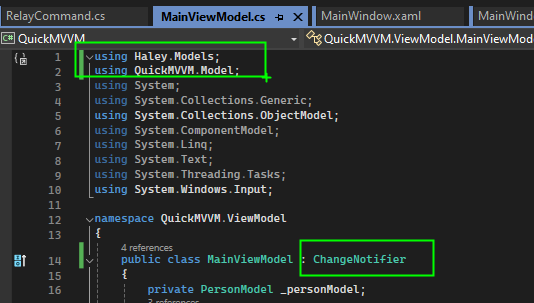 RelayCommand.cs MainViewModel.cs MainWindow.xaml MainWind
C# QuickMVVM QuickMVVM.ViewModel.MainViewMo
1 using Haley.Models;
2 using QuickMVVM.Model;
3 using System;
4 using System.Collections.Generic;
5 using System.Collections.ObjectModel;
6 using System.ComponentModel;
7 using System.Linq;
8 using System.Text;
9 using System.Threading.Tasks;
10 using System.Windows.Input;
11
12 namespace QuickMVVM.ViewModel
13 {
4 references
14 public class MainViewModel : ChangeNotifier
15 {
16 private PersonModel _personModel;
3 references